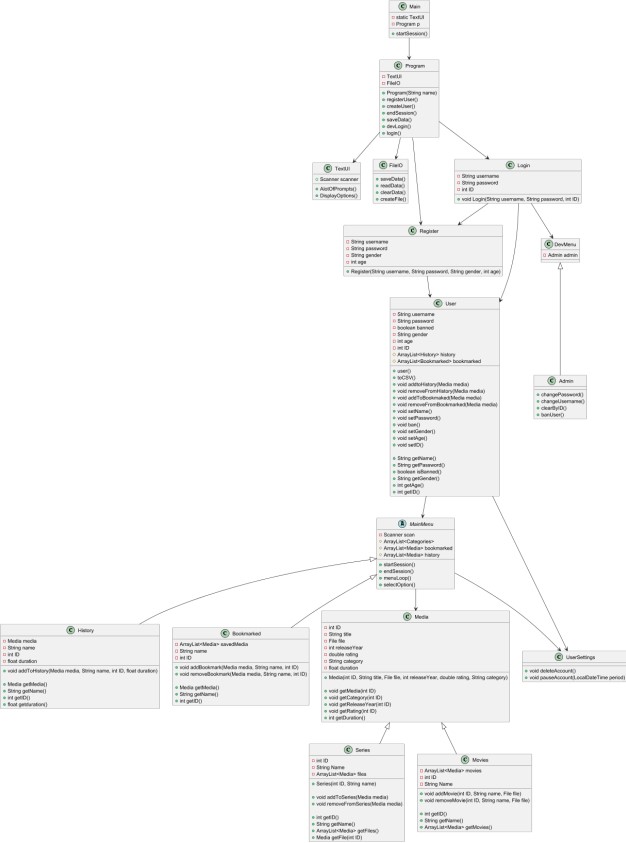 Main
static TextUI
Program p
startSession()
Program
TextUI
FileIO
Program(String name)
registerUser()
createUser()
endSession()
saveData()
devLogin()
login()
TextUI
Scanner scanner
AlotOfPrompts()
DisplayOptions()
FileIO
saveData()
readData()
clearData()
createFile()
Login
String username
String password
int ID
void Login(String username, String password, int ID)
Register
String username
String password
String gender
int age
Register(String username, String password, String gender, int age)
DevMenu
Admin admin
User
String username
String password
boolean banned
String gender
int age
int ID
ArrayList<History> history
ArrayList<Bookmarked> bookmarked
user()
toCSV()
void addtoHistory(Media media)
void removeFromHistory(Media media)
void addToBookmaked(Media media)
void removeFromBookmarked(Media media)
void setName()
void setPassword()
void ban()
void setGender()
void setAge()
void setID()
String getName()
String getPassword()
boolean isBanned()
String getGender()
int getAge()
int getID()
Admin
changePassword()
changeUsername()
clearByID()
banUser()
MainMenu
Scanner scan
ArrayList<Categories>
ArrayList<Media> bookmarked
ArrayList<Media> history
startSession()
endSession()
menuLoop()
selectOption()
History
Media media
String name
int ID
float duration
void addToHistory(Media media, String name, int ID, float duration)
Media getMedia()
String getName()
int getID()
float getduration()
Bookmarked
ArrayList<Media> savedMedia
String name
int ID
void addBookmark(Media media, String name, int ID)
void removeBookmark(Media media, String name, int ID)
Media getMedia()
String getName()
int getID()
Media
int ID
String title
File file
int releaseYear
double rating
String category
float duration
Media(int ID, String title, File file, int releaseYear, double rating, String category)
void getMedia(int ID)
void getCategory(int ID)
void getReleaseYear(int ID)
void getRating(int ID)
int getDuration()
UserSettings
void deleteAccount()
void pauseAccount(LocalDateTime period)
Series
int ID
String Name
ArrayList<Media> files
Series(int ID, String name)
void addToSeries(Media media)
void removeFromSeries(Media media)
int getID()
String getName()
ArrayList<Media> getFiles()
Media getFile(int ID)
Movies
ArrayList<Media> movies
int ID
String Name
void addMovie(int ID, String name, File file)
void removeMovie(int ID, String name, File file)
int getID()
String getName()
ArrayList<Media> getMovies()